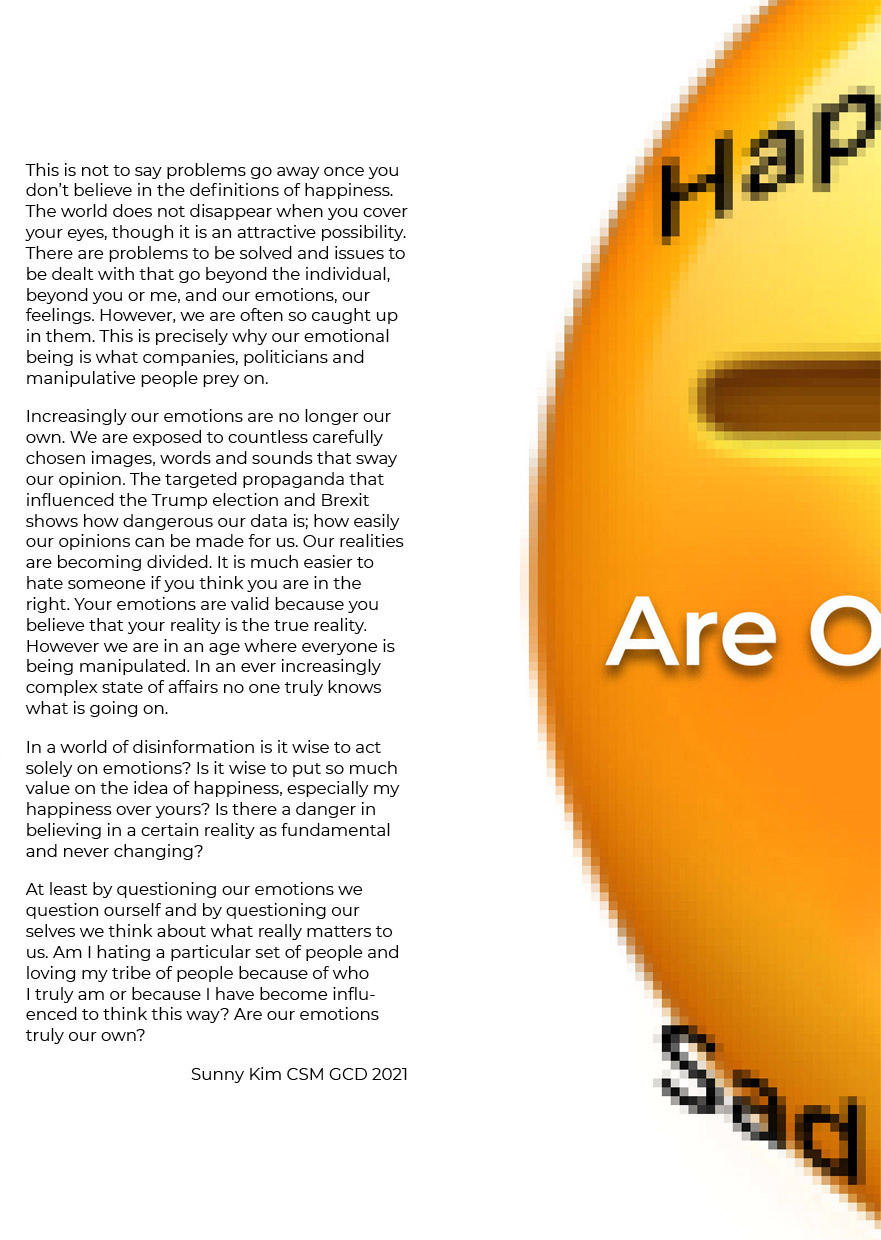 This is not to say problems go away once you
don’t believe in the definitions of happiness.
The world does not disappear when you cover
your eyes, though it is an attractive possibility.
There are problems to be solved and issues to
be dealt with that go beyond the individual,
beyond you or me, and our emotions, our
feelings. However, we are often so caught up
in them. This is precisely why our emotional
being is what companies, politicians and
manipulative people prey on.
Increasingly our emotions are no longer our
own. We are exposed to countless carefully
chosen images, words and sounds that sway
our opinion. The targeted propaganda that
influenced the Trump election and Brexit
shows how dangerous our data is; how easily
our opinions can be made for us. Our realities
are becoming divided. It is much easier to
hate someone if you think you are in the
right. Your emotions are valid because you
believe that your reality is the true reality.
However we are in an age where everyone is
being manipulated. In an ever increasingly
complex state of affairs no one truly knows
what is going on.
In a world of disinformation is it wise to act
solely on emotions? Is it wise to put so much
value on the idea of happiness, especially my
happiness over yours? Is there a danger in
believing in a certain reality as fundamental
and never changing?
At least by questioning our emotions we
question ourself and by questioning our
selves we think about what really matters to
us. Am I hating a particular set of people and
loving my tribe of people because of who
I truly am or because I have become influ-
enced to think this way? Are our emotions
truly our own?
Sunny Kim CSM GCD 2021
Hap
Are O
Sad